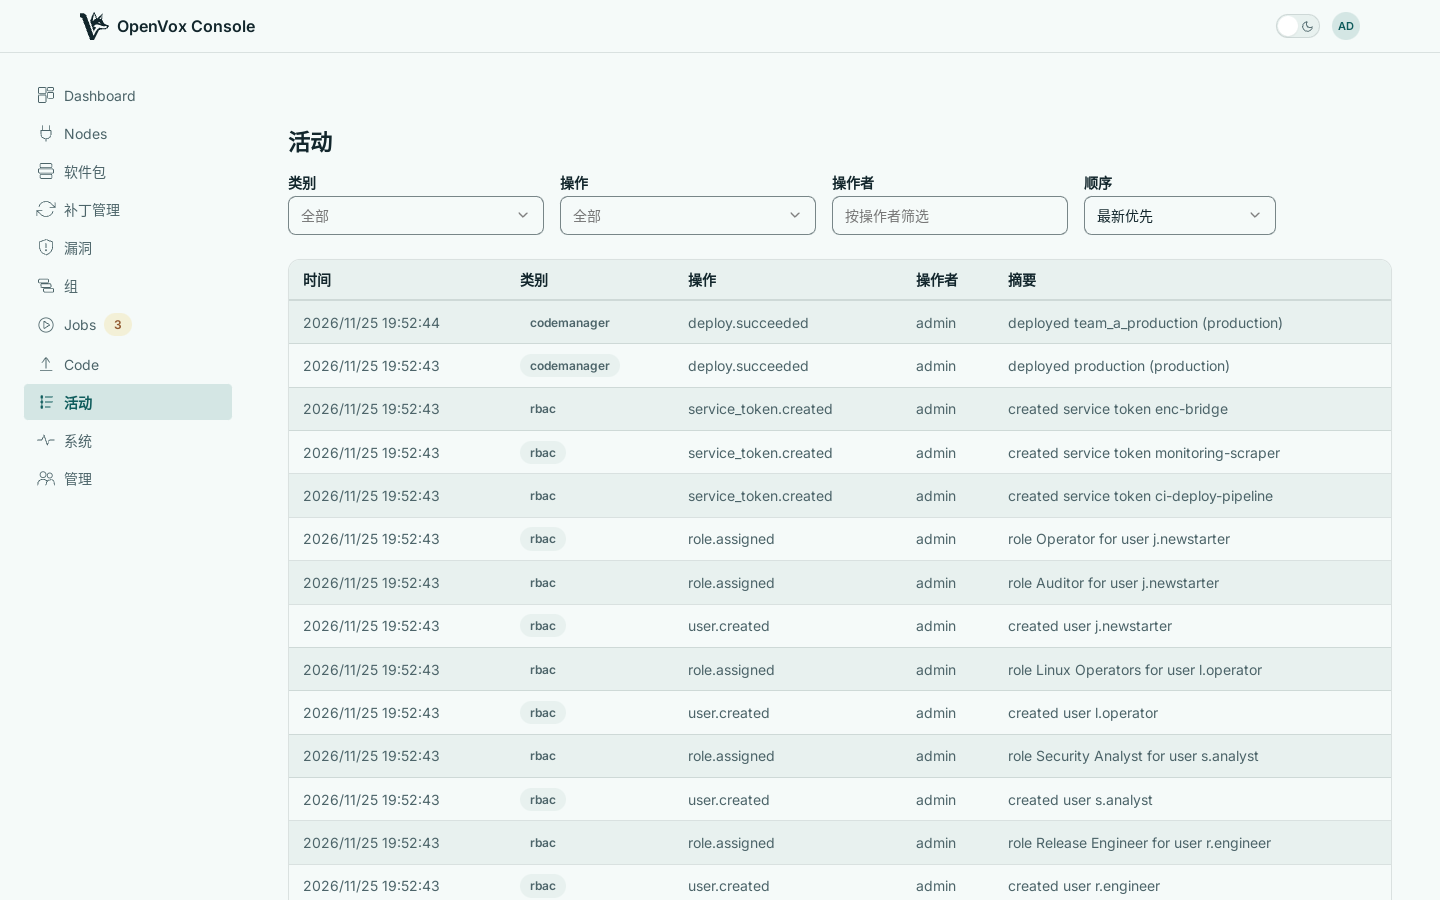 OpenVox Console
AD
Dashboard
Nodes
软件包
补丁管理
漏洞
组
Jobs 3
Code
活动
系统
管理
活动
类别 操作 操作者 顺序
全部 全部 按操作者筛选 最新优先
时间 类别 操作 操作者 摘要
2026/11/25 19:52:44 codemanager deploy.succeeded admin deployed team_a_production (production)
2026/11/25 19:52:43 codemanager deploy.succeeded admin deployed production (production)
2026/11/25 19:52:43 rbac service_token.created admin created service token enc-bridge
2026/11/25 19:52:43 rbac service_token.created admin created service token monitoring-scraper
2026/11/25 19:52:43 rbac service_token.created admin created service token ci-deploy-pipeline
2026/11/25 19:52:43 rbac role.assigned admin role Operator for user j.newstarter
2026/11/25 19:52:43 rbac role.assigned admin role Auditor for user j.newstarter
2026/11/25 19:52:43 rbac user.created admin created user j.newstarter
2026/11/25 19:52:43 rbac role.assigned admin role Linux Operators for user l.operator
2026/11/25 19:52:43 rbac user.created admin created user l.operator
2026/11/25 19:52:43 rbac role.assigned admin role Security Analyst for user s.analyst
2026/11/25 19:52:43 rbac user.created admin created user s.analyst
2026/11/25 19:52:43 rbac role.assigned admin role Release Engineer for user r.engineer
2026/11/25 19:52:43 rbac user.created admin created user r.engineer